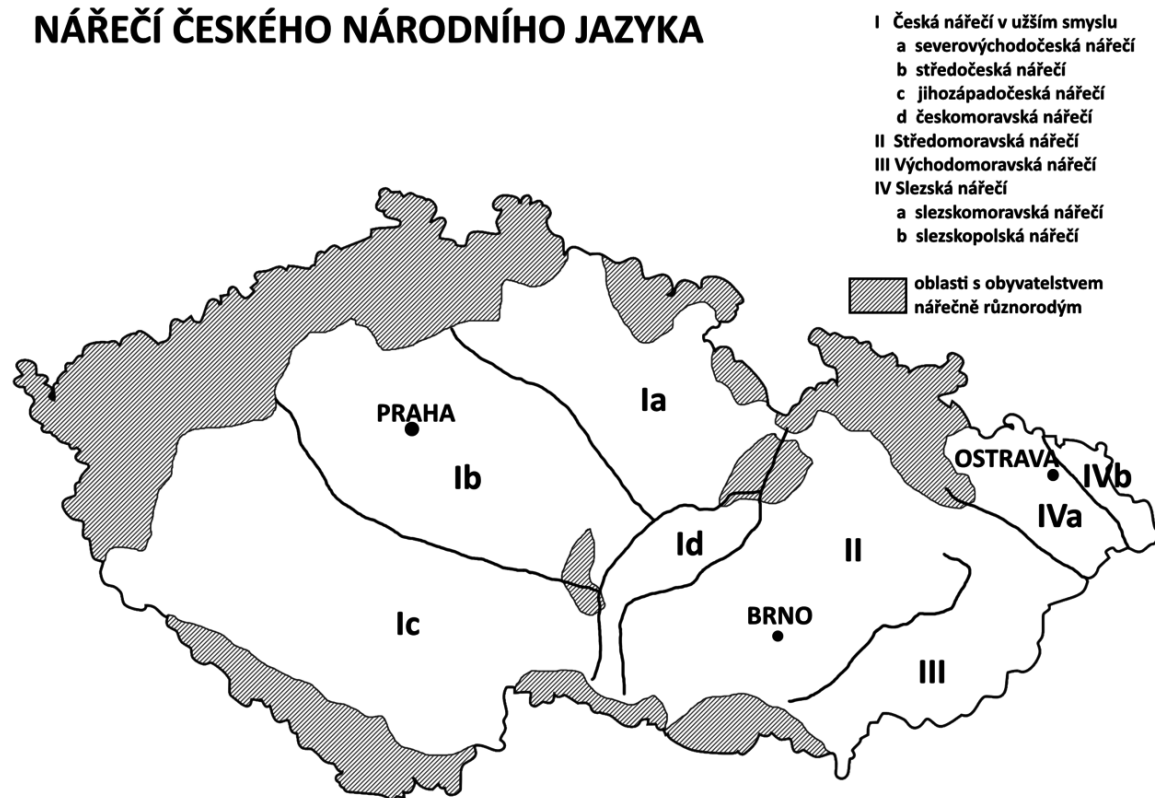 NÁŘEČÍ ČESKÉHO NÁRODNÍHO JAZYKA
I Česká nářečí v užším smyslu
a severovýchodočeská nářečí
b středočeská nářečí
c jihozápadočeská nářečí
d českomoravská nářečí
II Středomoravská nářečí
III Východomoravská nářečí
IV Slezská nářečí
a slezskomoravská nářečí
b slezskopolská nářečí
oblasti s obyvatelstvem
nářečně různorodým
Ia
PRAHA
Ib
OSTRAVA
IVb
IVa
Id
II
Ic
BRNO
III